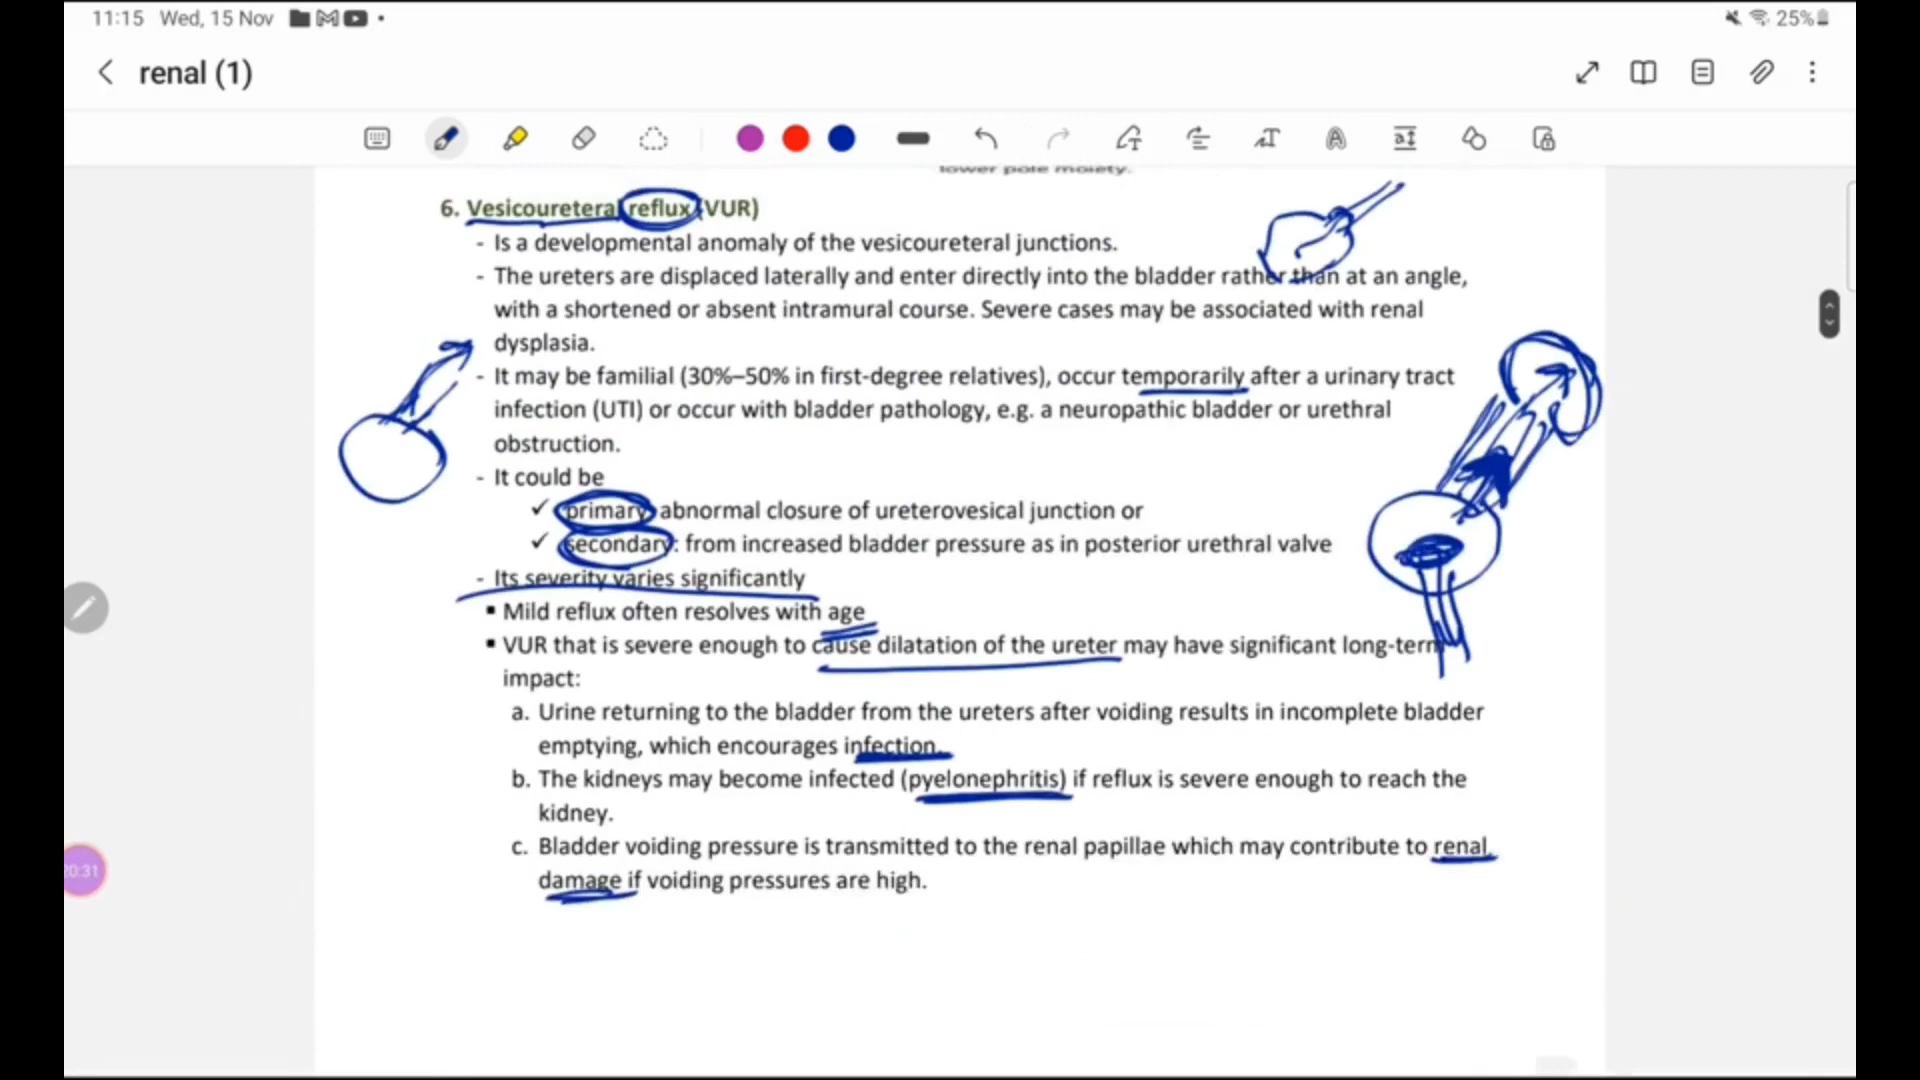 11:15 Wed, 15 Nov
25%
renal (1)
lower pole moiety.
6. Vesicoureteral reflux (VUR)
- Is a developmental anomaly of the vesicoureteral junctions.
- The ureters are displaced laterally and enter directly into the bladder rather than at an angle,
with a shortened or absent intramural course. Severe cases may be associated with renal
dysplasia.
- It may be familial (30%–50% in first-degree relatives), occur temporarily after a urinary tract
infection (UTI) or occur with bladder pathology, e.g. a neuropathic bladder or urethral
obstruction.
- It could be
✓ primary: abnormal closure of ureterovesical junction or
✓ secondary: from increased bladder pressure as in posterior urethral valve
- Its severity varies significantly
▪ Mild reflux often resolves with age
▪ VUR that is severe enough to cause dilatation of the ureter may have significant long-term
impact:
a. Urine returning to the bladder from the ureters after voiding results in incomplete bladder
emptying, which encourages infection.
b. The kidneys may become infected (pyelonephritis) if reflux is severe enough to reach the
kidney.
c. Bladder voiding pressure is transmitted to the renal papillae which may contribute to renal
damage if voiding pressures are high.
20:31